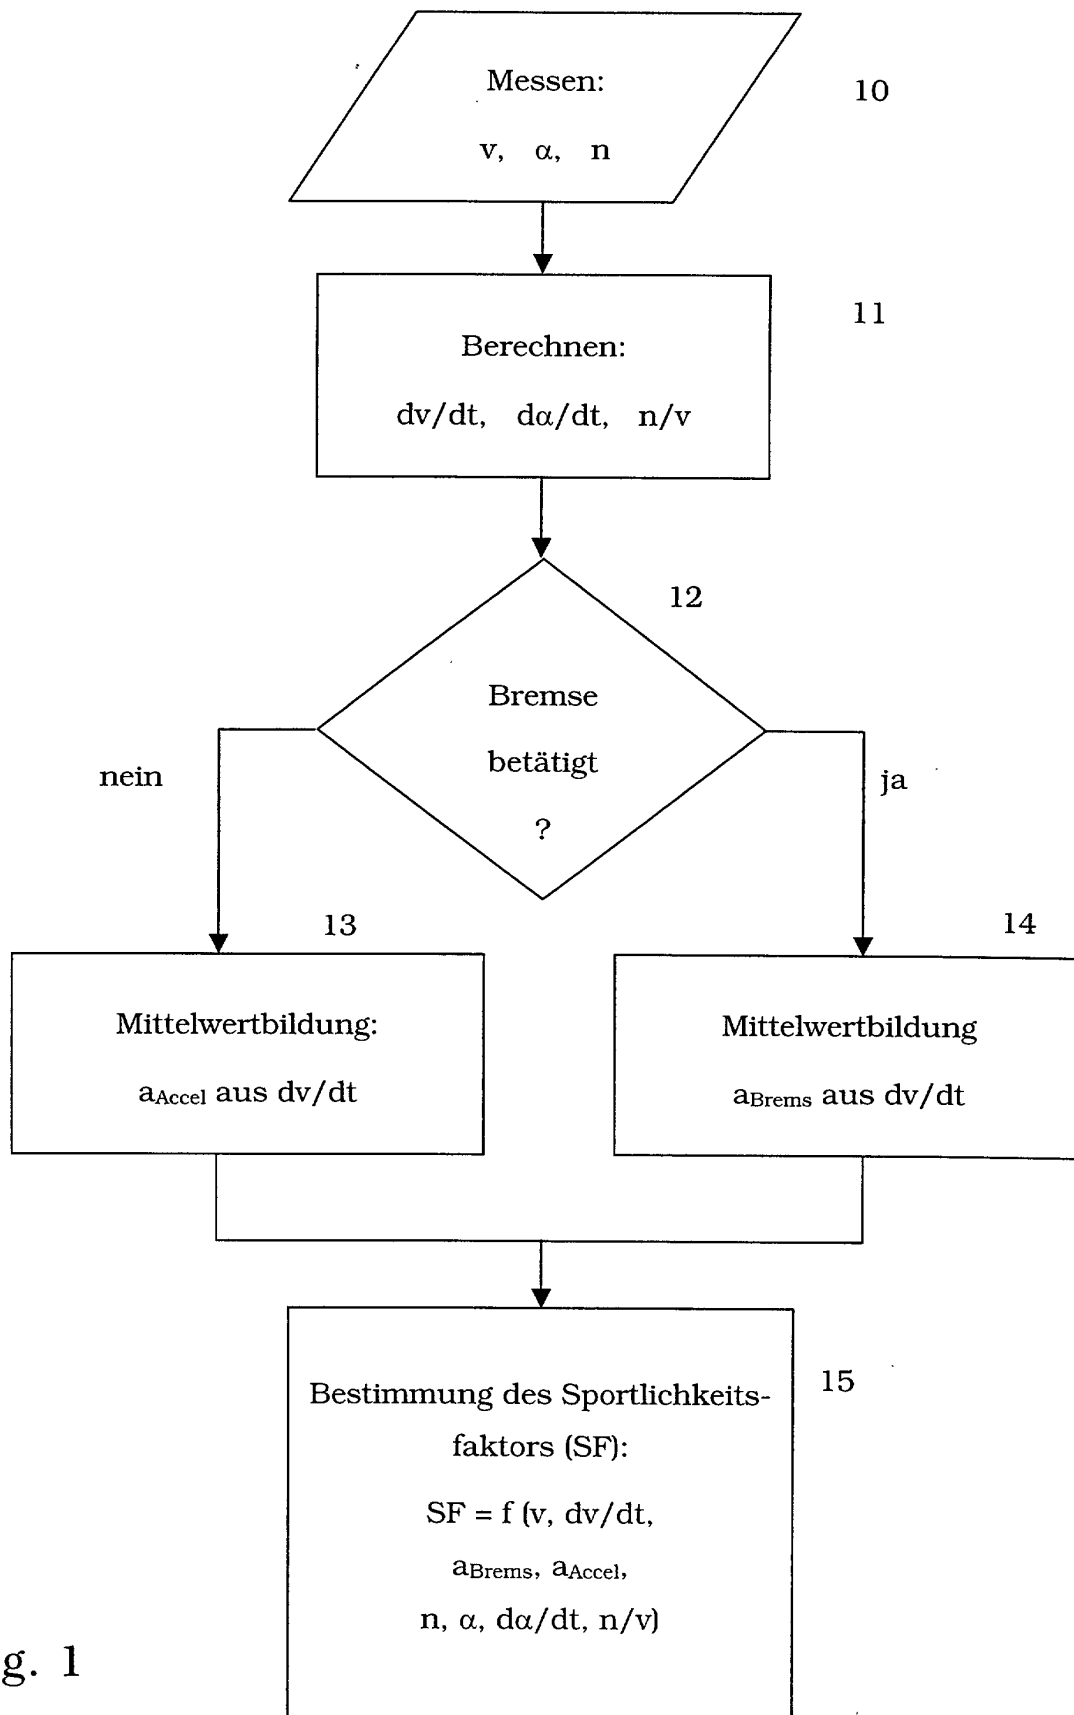 Messen:
10
v, α, n
11
Berechnen:
dv/dt, dα/dt, n/v
12
Bremse
betätigt
?
nein
ja
13
14
Mittelwertbildung:
aAccel aus dv/dt
Mittelwertbildung
aBrems aus dv/dt
15
Bestimmung des Sportlichkeits-
faktors (SF):
SF = f (v, dv/dt,
aBrems, aAccel,
n, α, dα/dt, n/v)
g. 1